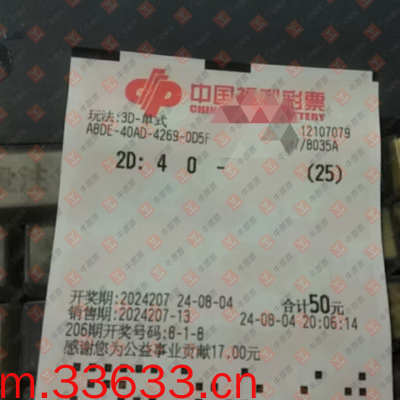 中国福利彩票
玩法:3D-单式
ABDE-40AD-4269-0D5F 12107079
/8035A
2D: 4 0 - (25)
开奖期:2024207 24-08-04 合计50元
销售期:2024207-13 24-08-04 20:06:14
206期开奖号码:8-1-8
感谢您为公益事业贡献17.00元
m.33633.cn